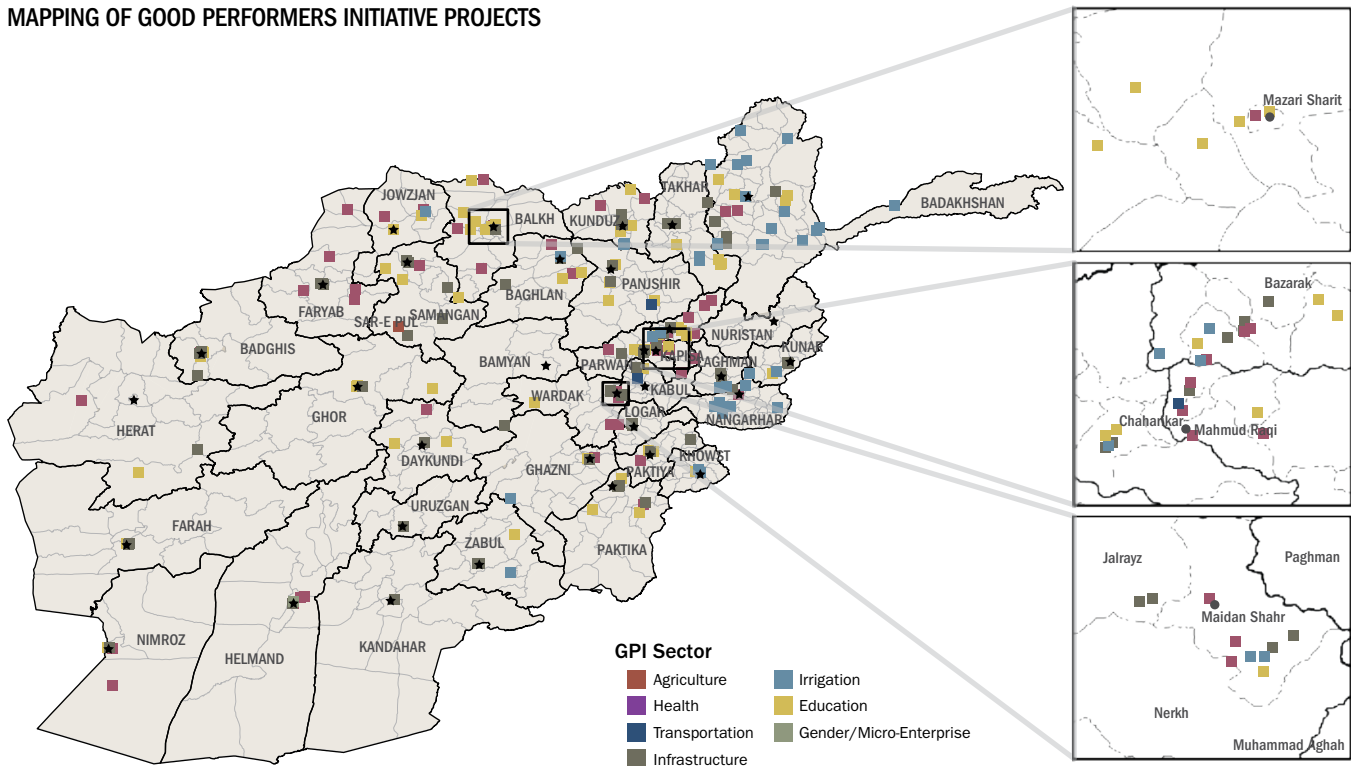 MAPPING OF GOOD PERFORMERS INITIATIVE PROJECTS
Mazari Sharit
JOWZJAN
TAKHAR
BALKH
KUNDUZ
BADAKHSHAN
Bazarak
PANJSHIR
BAGHLAN
FARYAB
SAR-E PUL
SAMANGAN
NURISTAN
KUNAR
BADGHIS
BAMYAN
PARWAN
KAPISA
LAGHMAN
WARDAK
KABUL
GHOR
LOGAR
NANGARHAR
Chaharikar
Mahmud Raqi
HERAT
DAYKUNDI
GHAZNI
PAKTIYA
KHOWST
URUZGAN
FARAH
ZABUL
PAKTIKA
Jalrayz
Paghman
Maidan Shahr
NIMROZ
HELMAND
KANDAHAR
Nerkh
Muhammad Aghah
GPI Sector
Agriculture
Irrigation
Health
Education
Transportation
Gender/Micro-Enterprise
Infrastructure